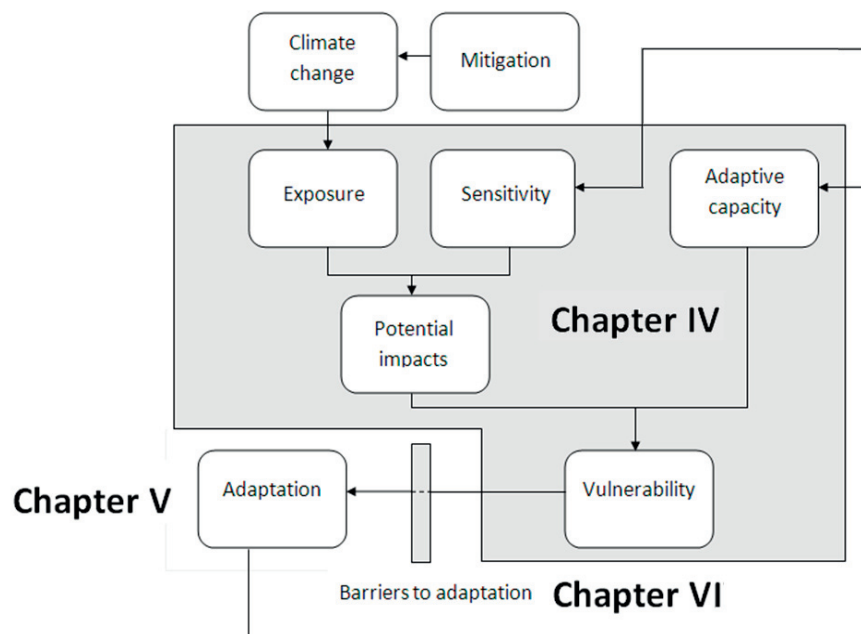 Climate
change
Mitigation
Exposure
Sensitivity
Adaptive
capacity
Potential
impacts
Chapter IV
Chapter V
Adaptation
Vulnerability
Barriers to adaptation
Chapter VI